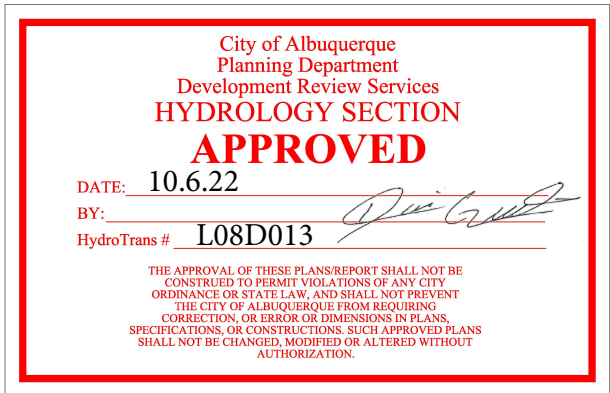 City of Albuquerque
Planning Department
Development Review Services
HYDROLOGY SECTION
APPROVED
DATE: 10.6.22
BY:
HydroTrans # L08D013
THE APPROVAL OF THESE PLANS/REPORT SHALL NOT BE
CONSTRUED TO PERMIT VIOLATIONS OF ANY CITY
ORDINANCE OR STATE LAW, AND SHALL NOT PREVENT
THE CITY OF ALBUQUERQUE FROM REQUIRING
CORRECTION, OR ERROR OR DIMENSIONS IN PLANS,
SPECIFICATIONS, OR CONSTRUCTIONS. SUCH APPROVED PLANS
SHALL NOT BE CHANGED, MODIFIED OR ALTERED WITHOUT
AUTHORIZATION.